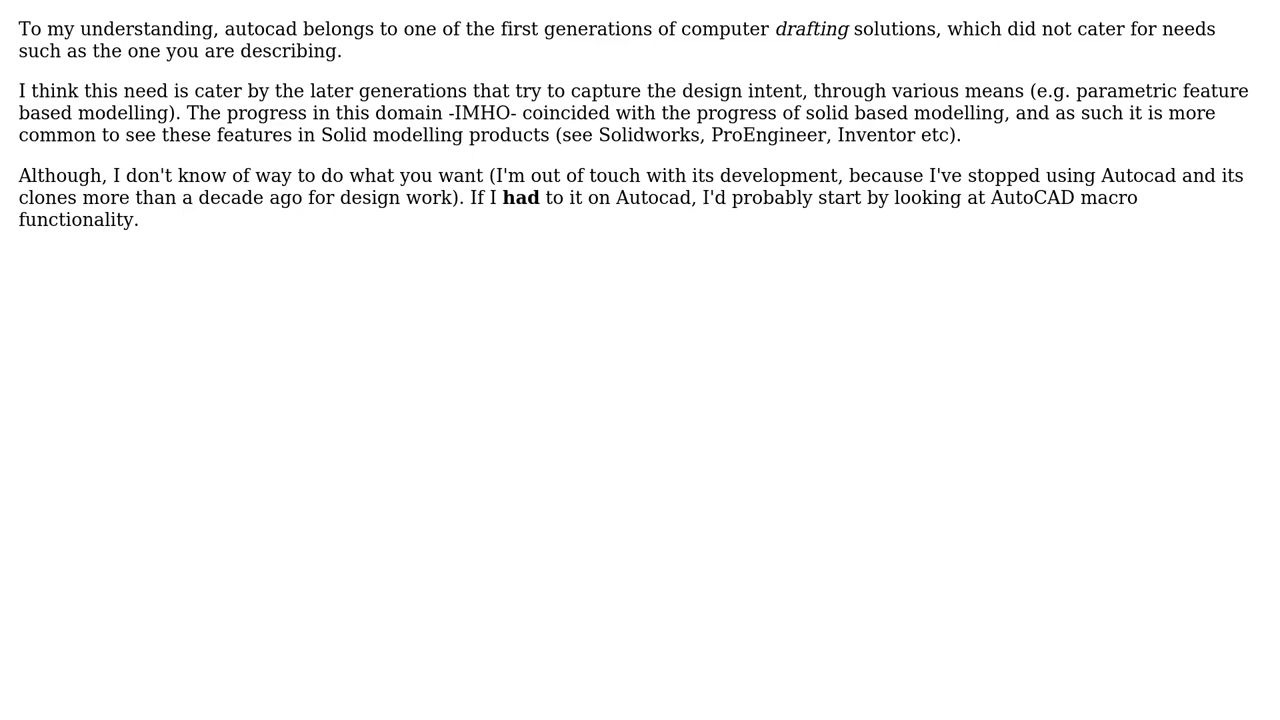 To my understanding, autocad belongs to one of the first generations of computer drafting solutions, which did not cater for needs
such as the one you are describing.
I think this need is cater by the later generations that try to capture the design intent, through various means (e.g. parametric feature
based modelling). The progress in this domain -IMHO- coincided with the progress of solid based modelling, and as such it is more
common to see these features in Solid modelling products (see Solidworks, ProEngineer, Inventor etc).
Although, I don't know of way to do what you want (I'm out of touch with its development, because I've stopped using Autocad and its
clones more than a decade ago for design work). If I had to it on Autocad, I'd probably start by looking at AutoCAD macro
functionality.